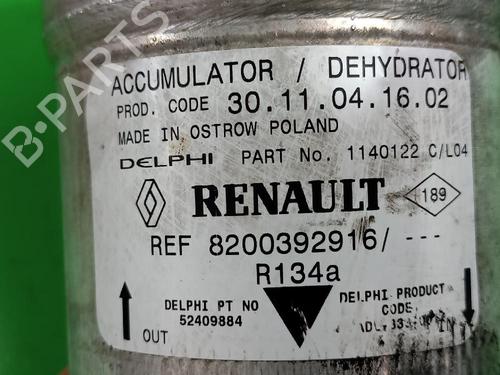 B-PARTS
ACCUMULATOR / DEHYDRATOR
PROD. CODE 30.11.04.16.02
MADE IN OSTROW POLAND
DELPHI PART No. 1140122 C/L04
RENAULT 189
REF 8200392916/ ---
R134a
DELPHI PT NO
52409884
DELPHI PRODUCT
CODE
OUT
IN